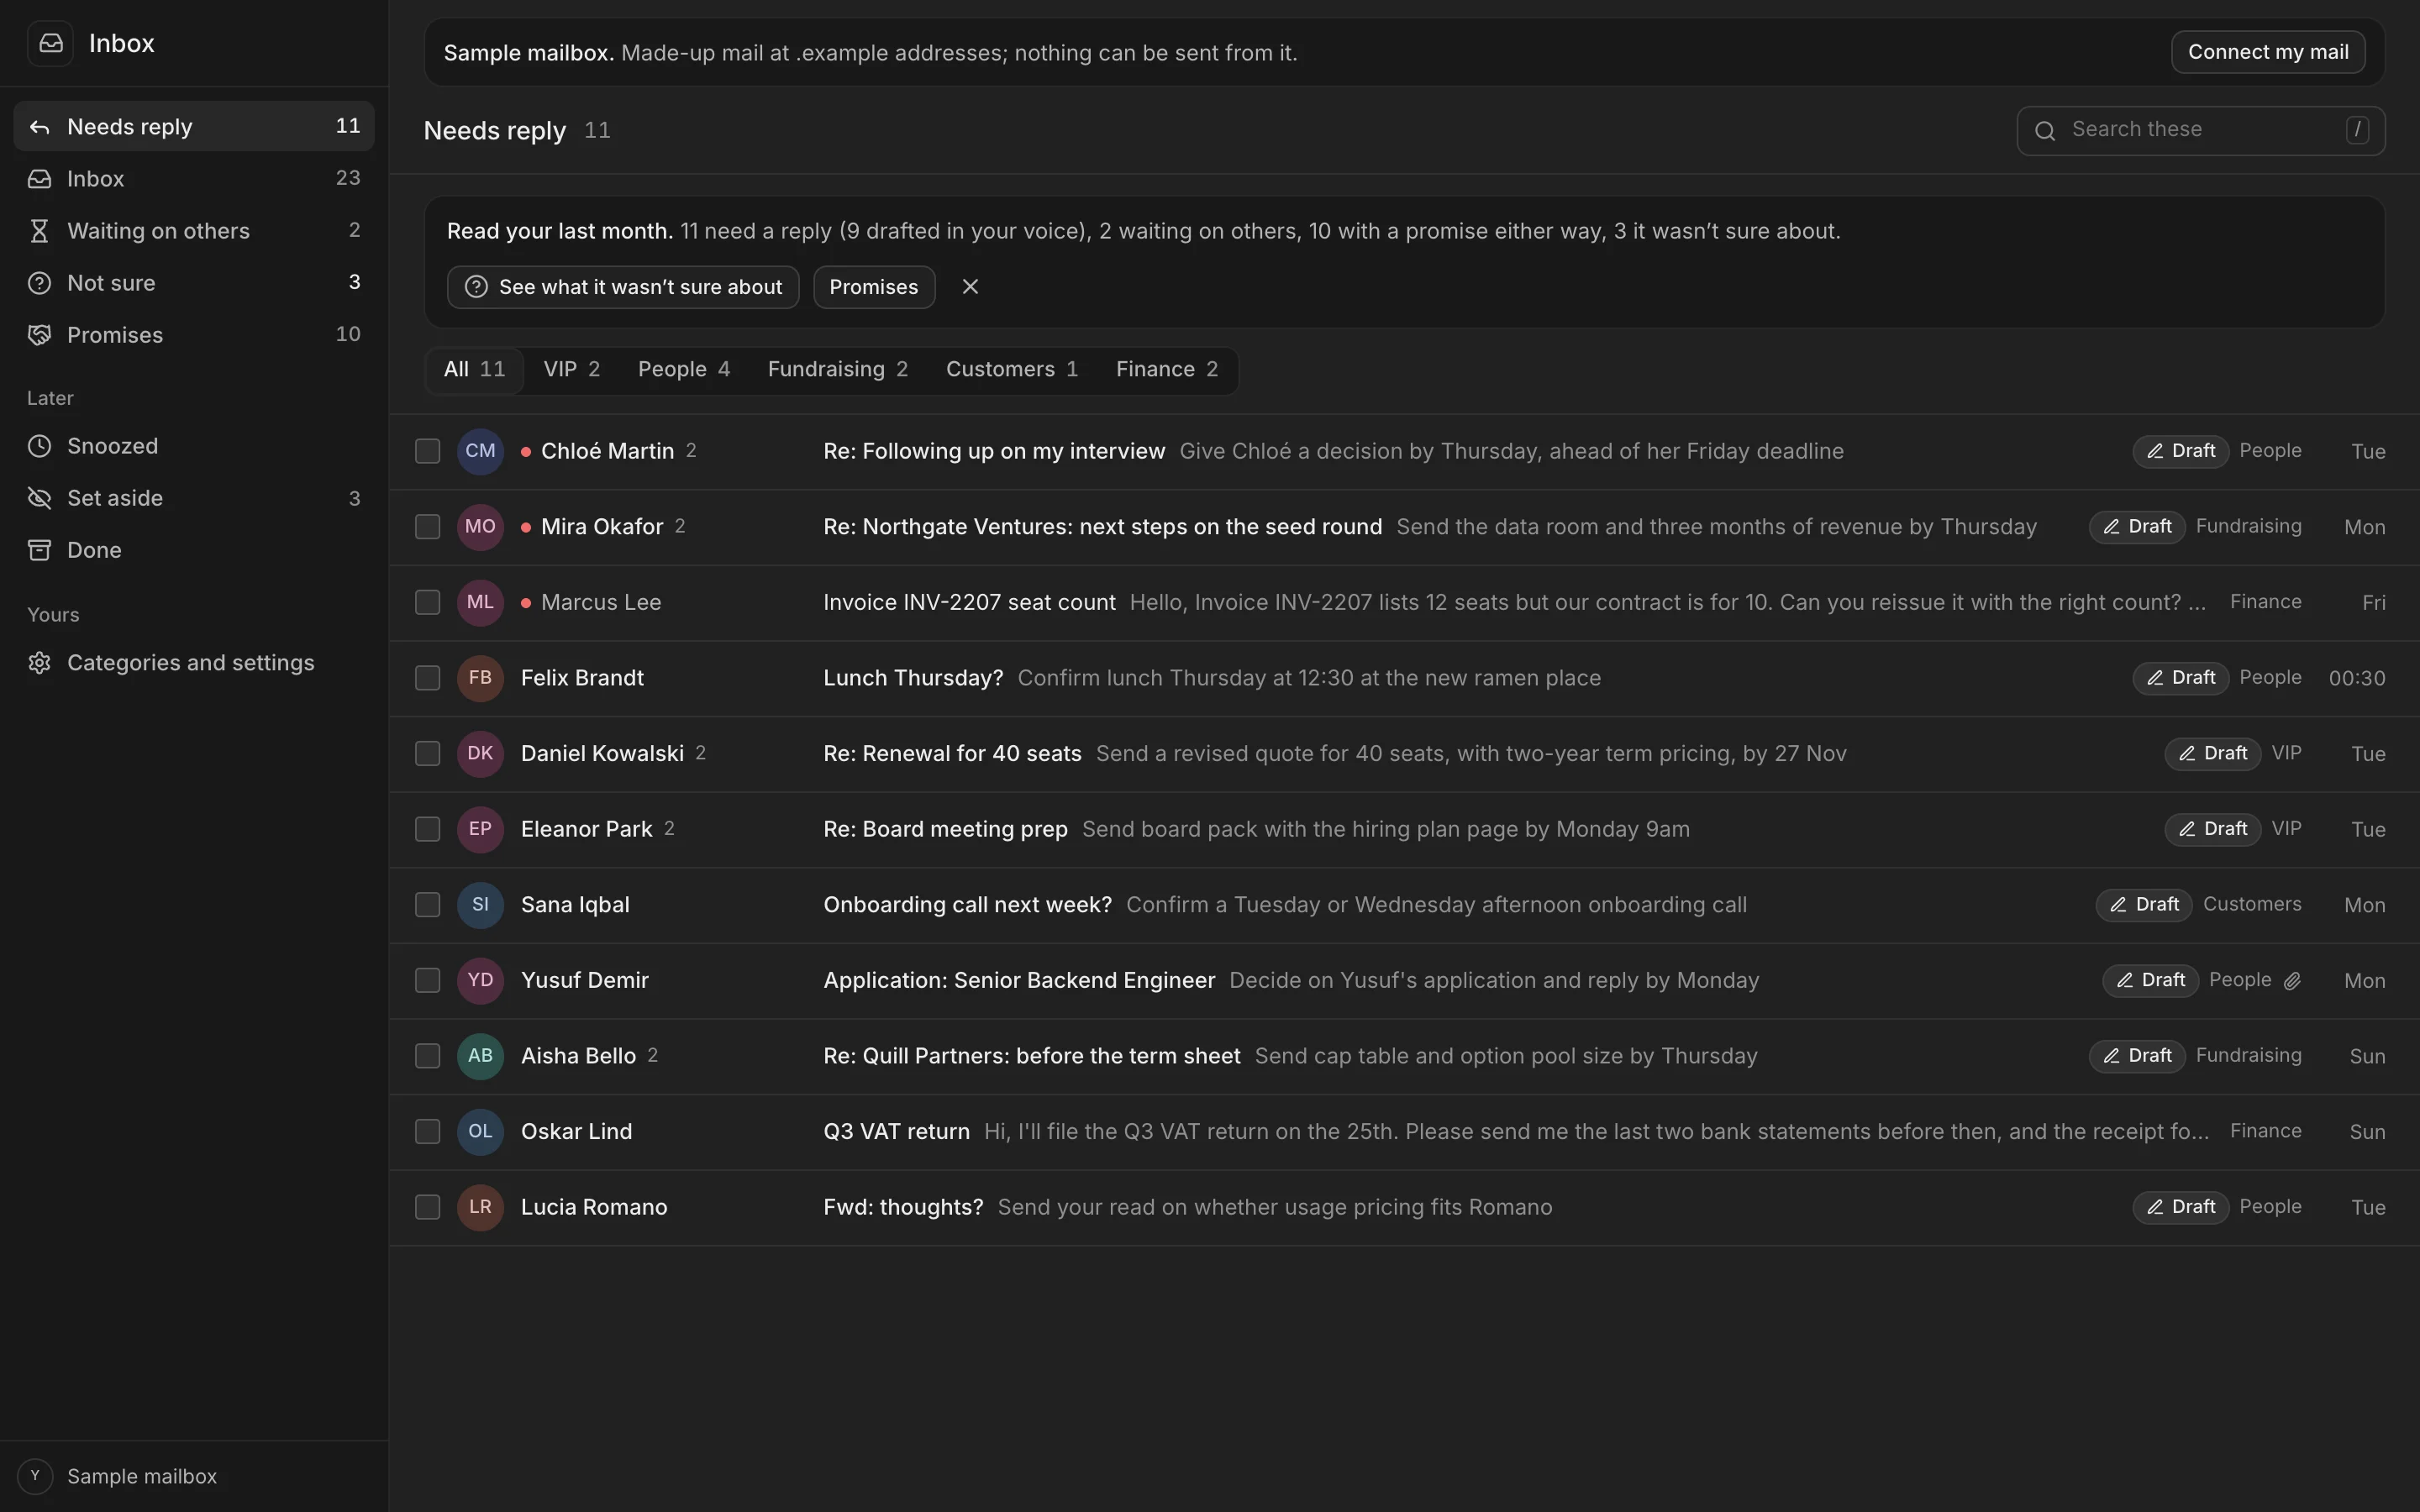 Inbox
Needs reply 11
Inbox 23
Waiting on others 2
Not sure 3
Promises 10
Later
Snoozed
Set aside 3
Done
Yours
Categories and settings
Y Sample mailbox
Sample mailbox. Made-up mail at .example addresses; nothing can be sent from it. Connect my mail
Needs reply 11 Search these /
Read your last month. 11 need a reply (9 drafted in your voice), 2 waiting on others, 10 with a promise either way, 3 it wasn’t sure about.
See what it wasn’t sure about Promises
All 11 VIP 2 People 4 Fundraising 2 Customers 1 Finance 2
CM Chloé Martin 2 Re: Following up on my interview Give Chloé a decision by Thursday, ahead of her Friday deadline Draft People Tue
MO Mira Okafor 2 Re: Northgate Ventures: next steps on the seed round Send the data room and three months of revenue by Thursday Draft Fundraising Mon
ML Marcus Lee Invoice INV-2207 seat count Hello, Invoice INV-2207 lists 12 seats but our contract is for 10. Can you reissue it with the right count? ... Finance Fri
FB Felix Brandt Lunch Thursday? Confirm lunch Thursday at 12:30 at the new ramen place Draft People 00:30
DK Daniel Kowalski 2 Re: Renewal for 40 seats Send a revised quote for 40 seats, with two-year term pricing, by 27 Nov Draft VIP Tue
EP Eleanor Park 2 Re: Board meeting prep Send board pack with the hiring plan page by Monday 9am Draft VIP Tue
SI Sana Iqbal Onboarding call next week? Confirm a Tuesday or Wednesday afternoon onboarding call Draft Customers Mon
YD Yusuf Demir Application: Senior Backend Engineer Decide on Yusuf's application and reply by Monday Draft People Mon
AB Aisha Bello 2 Re: Quill Partners: before the term sheet Send cap table and option pool size by Thursday Draft Fundraising Sun
OL Oskar Lind Q3 VAT return Hi, I'll file the Q3 VAT return on the 25th. Please send me the last two bank statements before then, and the receipt fo... Finance Sun
LR Lucia Romano Fwd: thoughts? Send your read on whether usage pricing fits Romano Draft People Tue